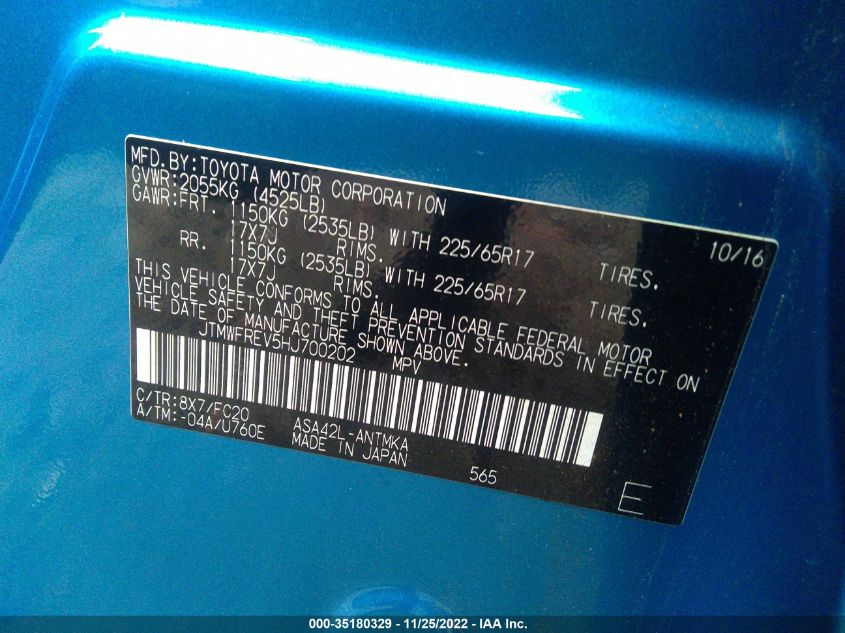 MFD.BY:TOYOTA MOTOR CORPORATION 10/16
GVWR:2055KG (4525LB)
GAWR:FRT. 1150KG (2535LB) WITH 225/65R17 TIRES.
17X7J RIMS.
RR. 1150KG (2535LB) WITH 225/65R17 TIRES.
17X7J RIMS.
THIS VEHICLE CONFORMS TO ALL APPLICABLE FEDERAL MOTOR
VEHICLE SAFETY AND THEFT PREVENTION STANDARDS IN EFFECT ON
THE DATE OF MANUFACTURE SHOWN ABOVE.
JTMWFREV5HJ700202 MPV
C/TR:8X7/FC20 ASA42L-ANTMKA
A/TM:-04A/U760E MADE IN JAPAN 565
E
000-35180329 - 11/25/2022 - IAA Inc.